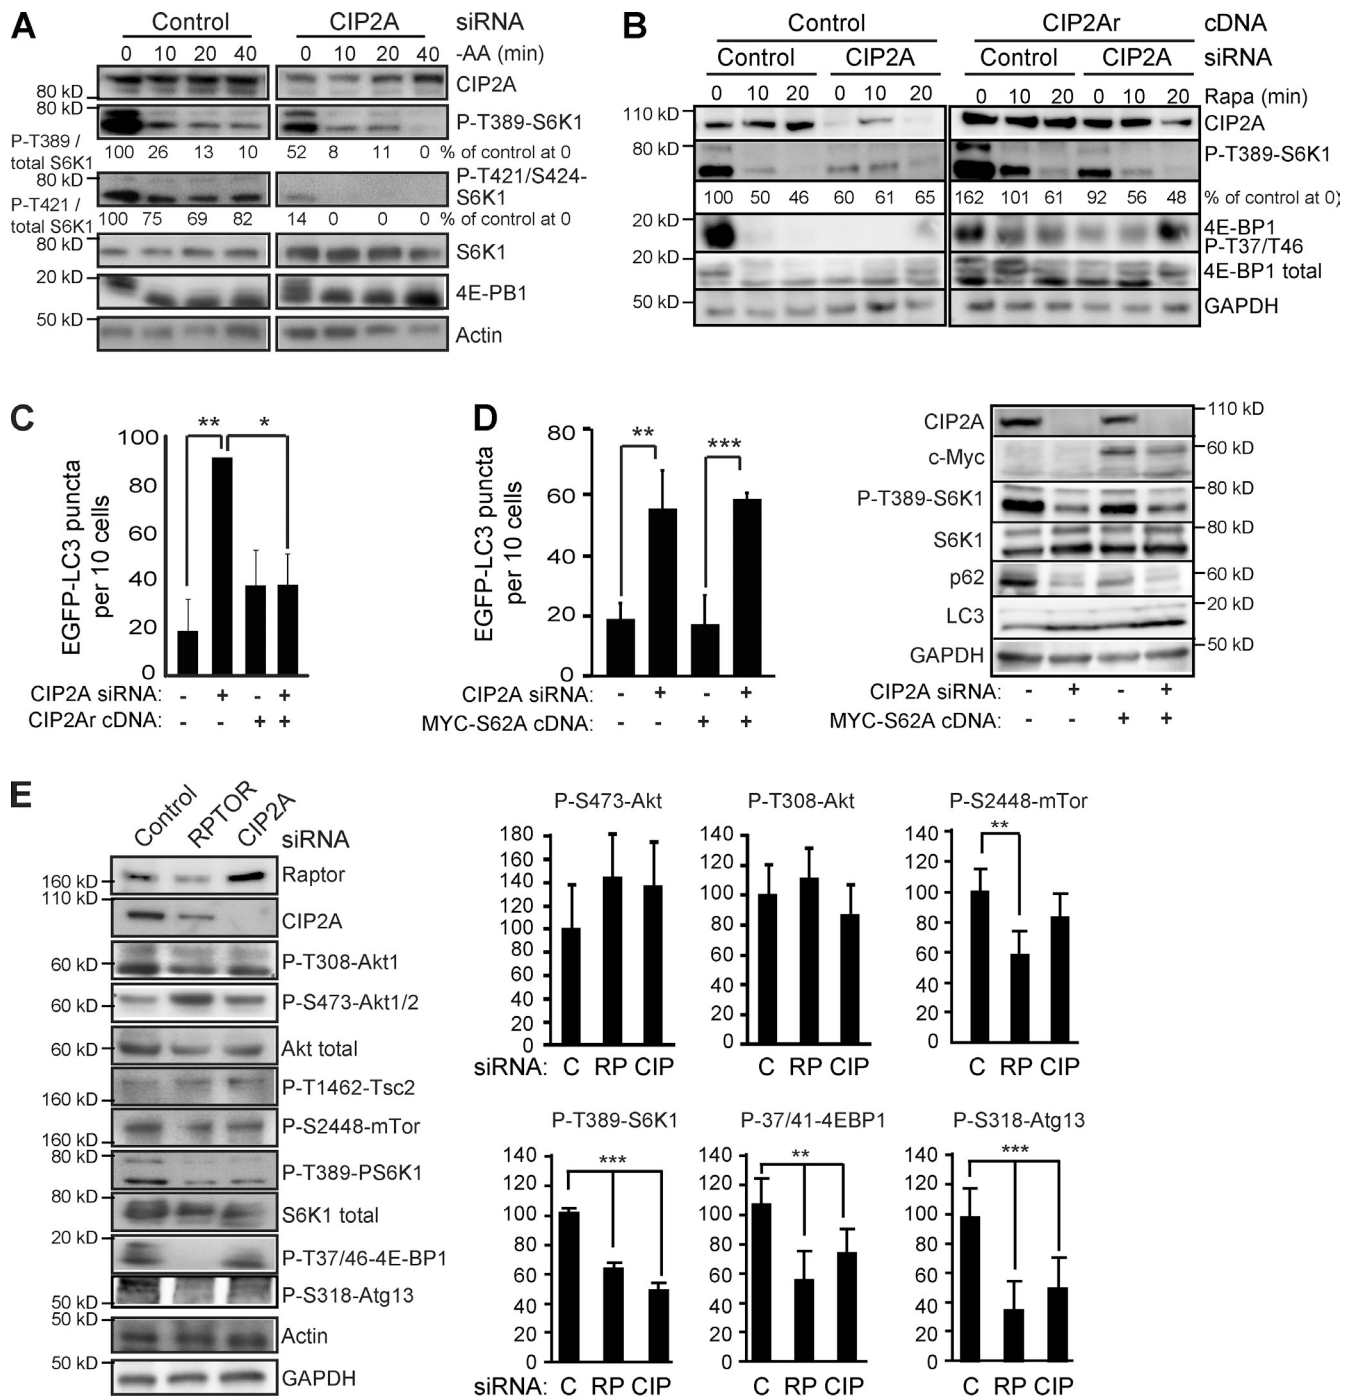 A
Control CIP2A siRNA
0 10 20 40 0 10 20 40 -AA (min)
CIP2A
80 kD
80 kD
P-T389-S6K1
P-T389 /
total S6K1 100 26 13 10 52 8 11 0 % of control at 0
80 kD
P-T421/S424-
S6K1
P-T421 /
total S6K1 100 75 69 82 14 0 0 0 % of control at 0
80 kD S6K1
20 kD
4E-PB1
50 kD
Actin
B
Control CIP2Ar cDNA
Control CIP2A Control CIP2A siRNA
0 10 20 0 10 20 0 10 20 0 10 20 Rapa (min)
110 kD CIP2A
80 kD P-T389-S6K1
100 50 46 60 61 65 162 101 61 92 56 48 % of control at 0)
20 kD 4E-BP1
P-T37/T46
20 kD 4E-BP1 total
50 kD GAPDH
C
EGFP-LC3 puncta
per 10 cells
100
80
60
40
20
0
** *
CIP2A siRNA: - + - +
CIP2Ar cDNA: - - + +
D
EGFP-LC3 puncta
per 10 cells
80
60
40
20
0
** ***
CIP2A siRNA: - + - +
MYC-S62A cDNA: - - + +
CIP2A 110 kD
c-Myc 60 kD
P-T389-S6K1 80 kD
S6K1 80 kD
p62 60 kD
LC3 20 kD
GAPDH 50 kD
CIP2A siRNA: - + - +
MYC-S62A cDNA: - - + +
E
Control RPTOR CIP2A siRNA
160 kD Raptor
110 kD
CIP2A
60 kD P-T308-Akt1
60 kD P-S473-Akt1/2
60 kD Akt total
P-T1462-Tsc2
160 kD
P-S2448-mTor
160 kD
80 kD
P-T389-PS6K1
80 kD
S6K1 total
20 kD
P-T37/46-4E-BP1
P-S318-Atg13
50 kD
50 kD
Actin
50 kD
GAPDH
P-S473-Akt
180
160
140
120
100
80
60
40
20
0
siRNA: C RP CIP
P-T308-Akt
140
120
100
80
60
40
20
0
C RP CIP
P-S2448-mTor
140
120
100
80
60
40
20
0
**
C RP CIP
P-T389-S6K1
140
120
100
80
60
40
20
0
***
siRNA: C RP CIP
P-37/41-4EBP1
140
120
100
80
60
40
20
0
**
C RP CIP
P-S318-Atg13
140
120
100
80
60
40
20
0
***
C RP CIP